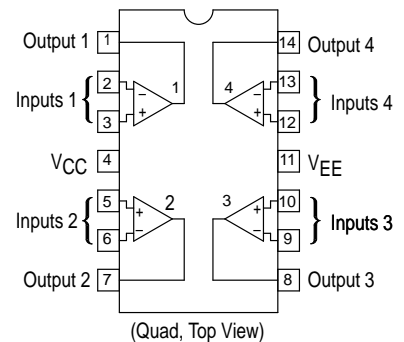 Output 1 1 14 Output 4
2 1 4 13
Inputs 1 { − + − + } Inputs 4
3 12
VCC 4 11 VEE
5 2 3 10
Inputs 2 { + − + − } Inputs 3
6 9
Output 2 7 8 Output 3
(Quad, Top View)